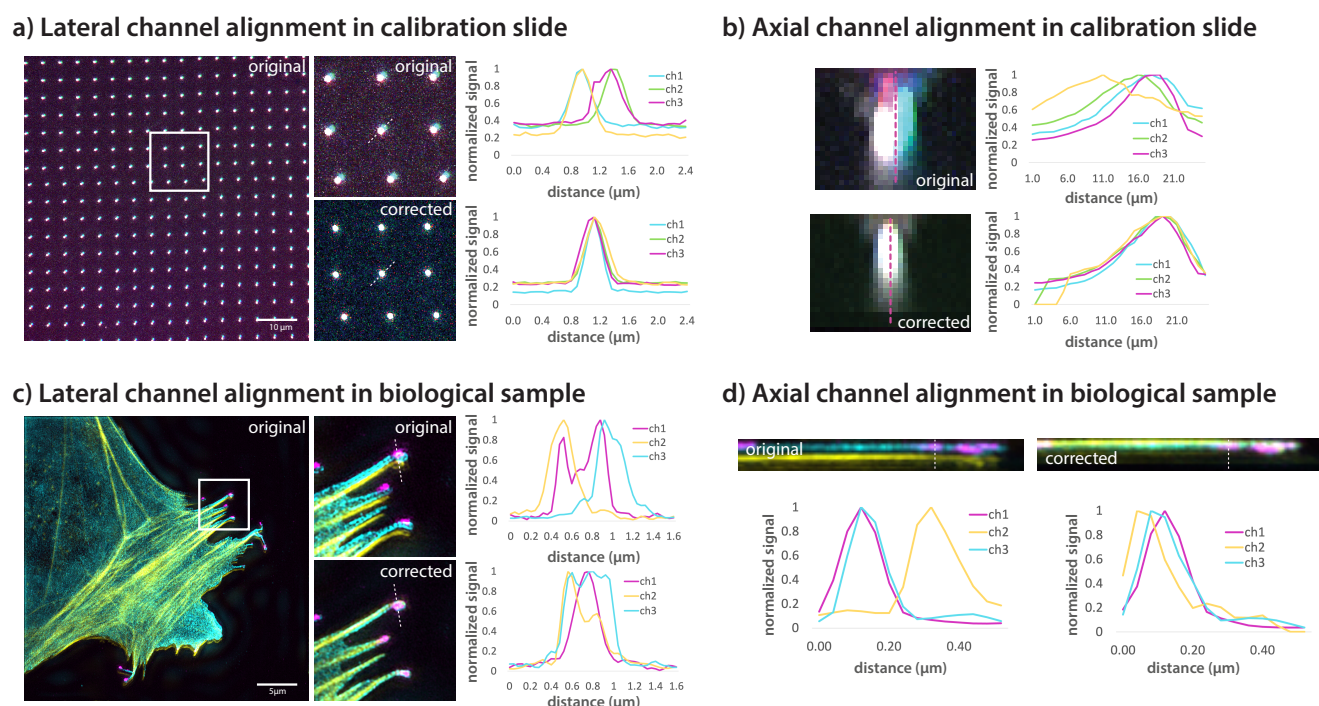 a) Lateral channel alignment in calibration slide
original
10 µm
original
corrected
normalized signal
1
0.8
0.6
0.4
0.2
0
ch1
ch2
ch3
0.0 0.4 0.8 1.2 1.6 2.0 2.4
distance (µm)
normalized signal
1
0.8
0.6
0.4
0.2
0
ch1
ch2
ch3
0.0 0.4 0.8 1.2 1.6 2.0 2.4
distance (µm)
b) Axial channel alignment in calibration slide
original
normalized signal
1
0.8
0.6
0.4
0.2
0
ch1
ch2
ch3
1.0 6.0 11.0 16.0 21.0
distance (µm)
corrected
normalized signal
1
0.8
0.6
0.4
0.2
0
ch1
ch2
ch3
1.0 6.0 11.0 16.0 21.0
distance (µm)
c) Lateral channel alignment in biological sample
original
5µm
original
corrected
normalized signal
1
0.8
0.6
0.4
0.2
0
ch1
ch2
ch3
0 0.2 0.4 0.6 0.8 1 1.2 1.4 1.6
distance (µm)
normalized signal
1
0.8
0.6
0.4
0.2
0
ch1
ch2
ch3
0 0.2 0.4 0.6 0.8 1 1.2 1.4 1.6
distance (µm)
d) Axial channel alignment in biological sample
original
corrected
normalized signal
1
0.8
0.6
0.4
0.2
0
ch1
ch2
ch3
0.00 0.20 0.40
distance (µm)
normalized signal
1
0.8
0.6
0.4
0.2
0
ch1
ch2
ch3
0.00 0.20 0.40
distance (µm)